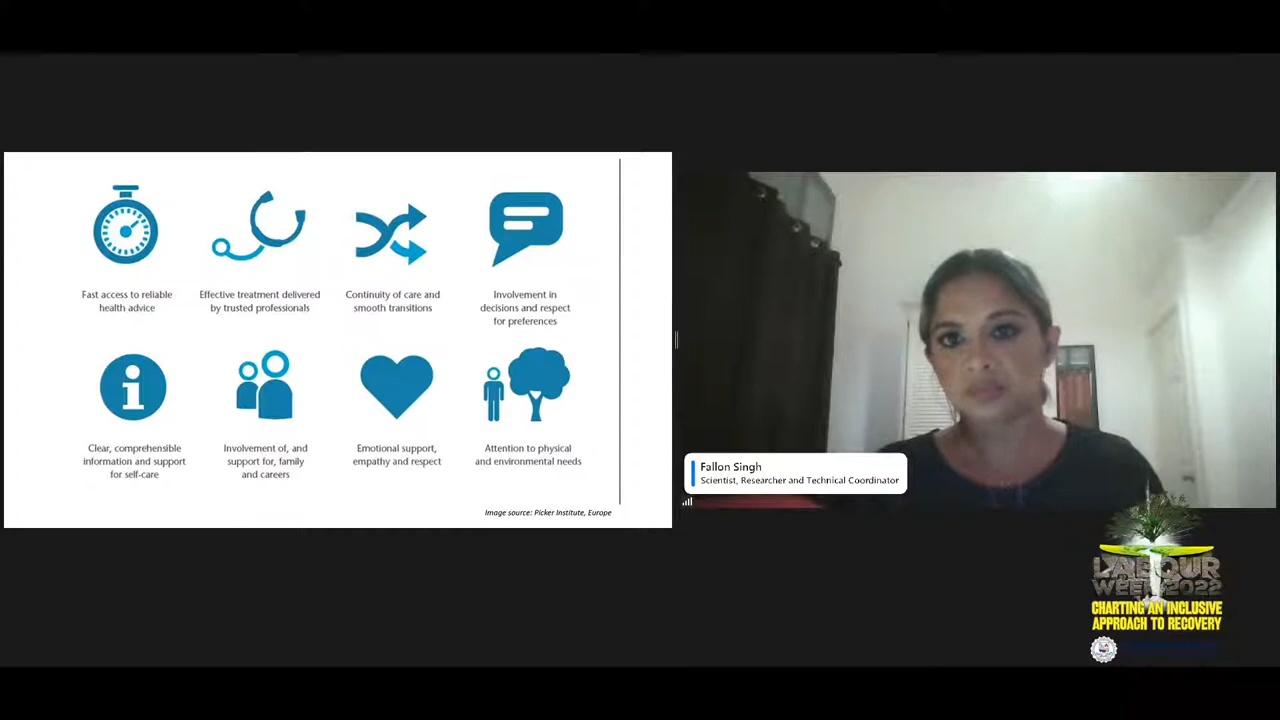 Fast access to reliable
health advice
Effective treatment delivered
by trusted professionals
Continuity of care and
smooth transitions
Involvement in
decisions and respect
for preferences
Clear, comprehensible
information and support
for self-care
Involvement of, and
support for, family
and careers
Emotional support,
empathy and respect
Attention to physical
and environmental needs
Image source: Picker Institute, Europe
Fallon Singh
Scientist, Researcher and Technical Coordinator
LABOUR
WEEK 2022
CHARTING AN INCLUSIVE
APPROACH TO RECOVERY